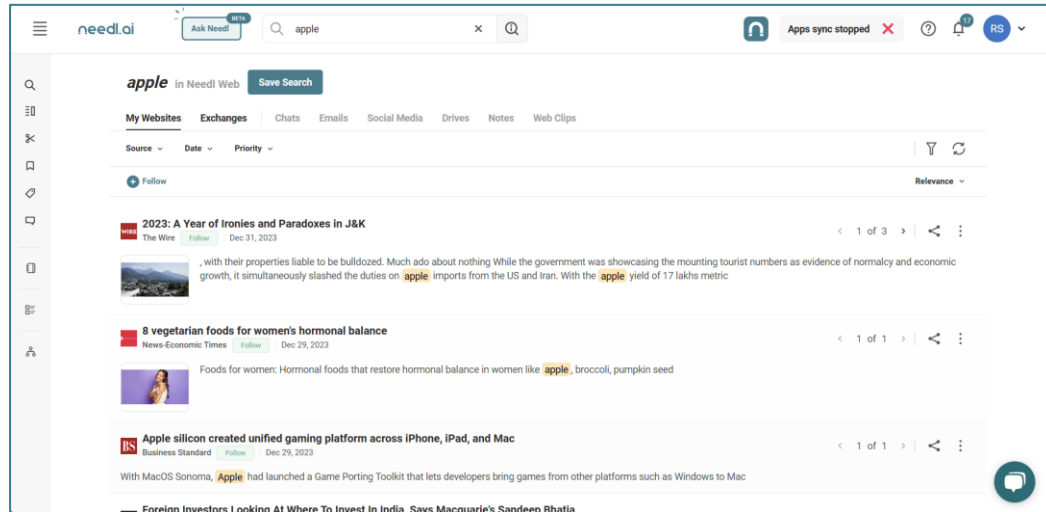 needl.ai
Ask Needl
BETA
apple
Apps sync stopped
17
RS
apple in Needl Web
Save Search
My Websites Exchanges Chats Emails Social Media Drives Notes Web Clips
Source Date Priority
Follow
Relevance
2023: A Year of Ironies and Paradoxes in J&K
WIRE
The Wire Follow Dec 31, 2023
1 of 3
, with their properties liable to be bulldozed. Much ado about nothing While the government was showcasing the mounting tourist numbers as evidence of normalcy and economic
growth, it simultaneously slashed the duties on apple imports from the US and Iran. With the apple yield of 17 lakhs metric
8 vegetarian foods for women's hormonal balance
News-Economic Times Follow Dec 29, 2023
1 of 1
Foods for women: Hormonal foods that restore hormonal balance in women like apple, broccoli, pumpkin seed
BS
Apple silicon created unified gaming platform across iPhone, iPad, and Mac
Business Standard Follow Dec 29, 2023
1 of 1
With MacOS Sonoma, Apple had launched a Game Porting Toolkit that lets developers bring games from other platforms such as Windows to Mac
Foreign Investors Looking At Where To Invest In India, Says Macquarie's Sandeep Bhatia